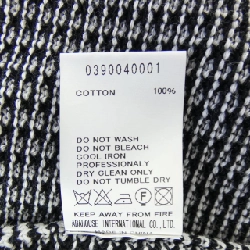 0390040001
COTTON 100%
DO NOT WASH
DO NOT BLEACH
COOL IRON
PROFESSIONALY
DRY CLEAN ONLY
DO NOT TUMBLE DRY
KEEP AWAY FROM FIRE
INTERNATIONAL CO., LTD.